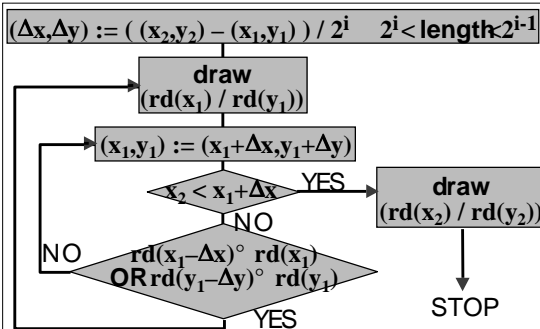 (Δx,Δy) := ( (x₂,y₂) – (x₁,y₁) ) / 2ⁱ 2ⁱ < length<2ⁱ⁻¹
draw
(rd(x₁) / rd(y₁))
(x₁,y₁) := (x₁+Δx,y₁+Δy)
x₂ < x₁+Δx
YES
draw
(rd(x₂) / rd(y₂))
NO
NO
rd(x₁–Δx)° rd(x₁)
OR rd(y₁–Δy)° rd(y₁)
STOP
YES